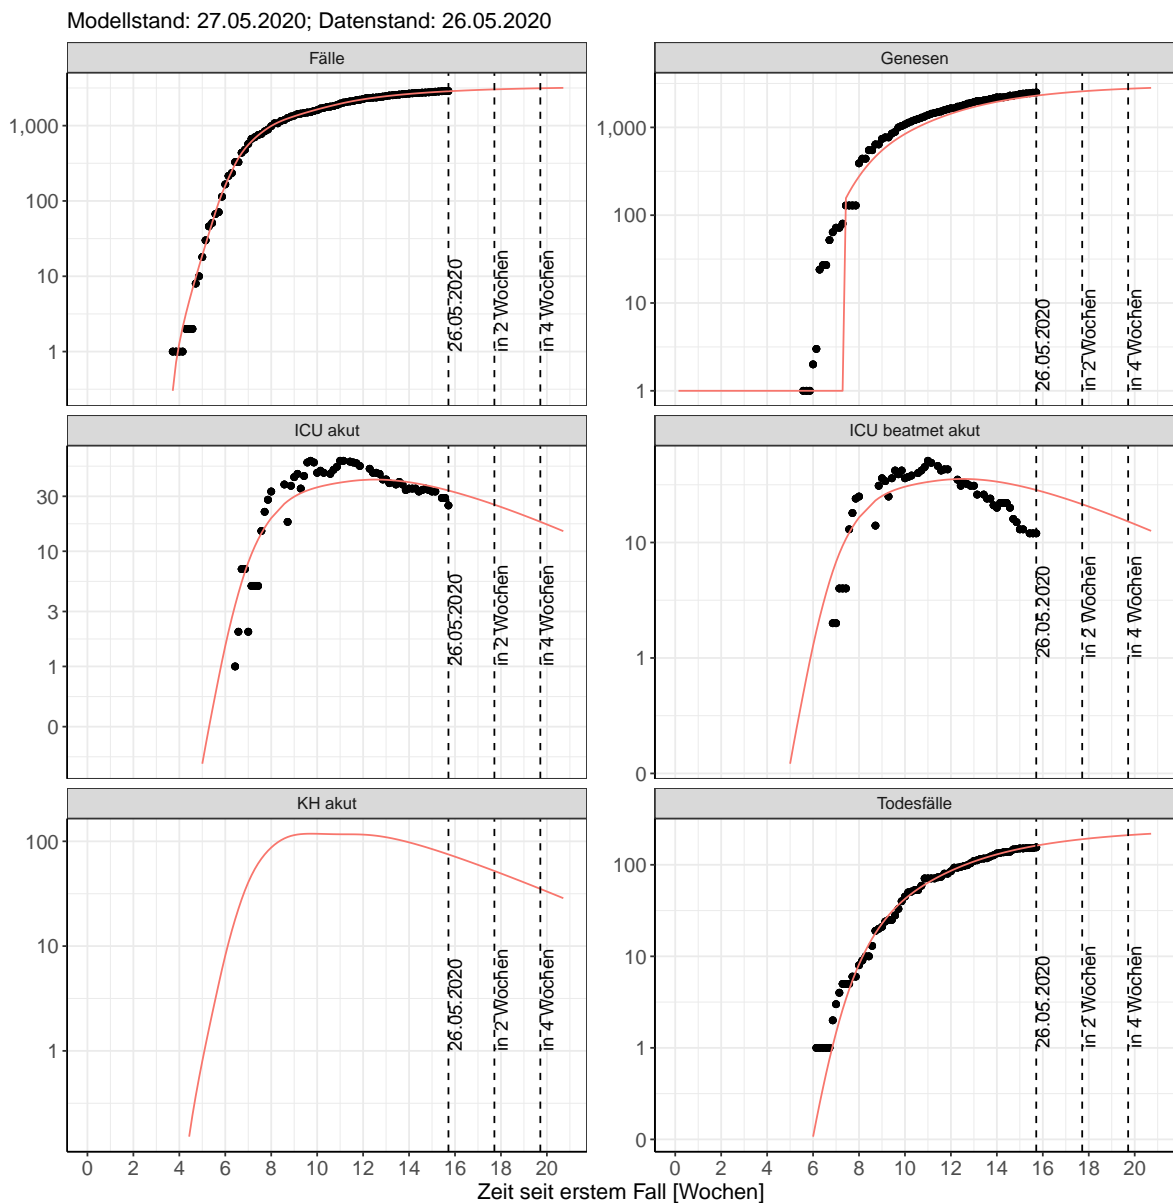 Modellstand: 27.05.2020; Datenstand: 26.05.2020
Fälle
1,000
100
10
1
26.05.2020
in 2 Wochen
in 4 Wochen
Genesen
1,000
100
10
1
26.05.2020
in 2 Wochen
in 4 Wochen
ICU akut
30
10
3
1
0
26.05.2020
in 2 Wochen
in 4 Wochen
ICU beatmet akut
10
1
0
26.05.2020
in 2 Wochen
in 4 Wochen
KH akut
100
10
1
26.05.2020
in 2 Wochen
in 4 Wochen
0 2 4 6 8 10 12 14 16 18 20
Todesfälle
100
10
1
0
26.05.2020
in 2 Wochen
in 4 Wochen
0 2 4 6 8 10 12 14 16 18 20
Zeit seit erstem Fall [Wochen]